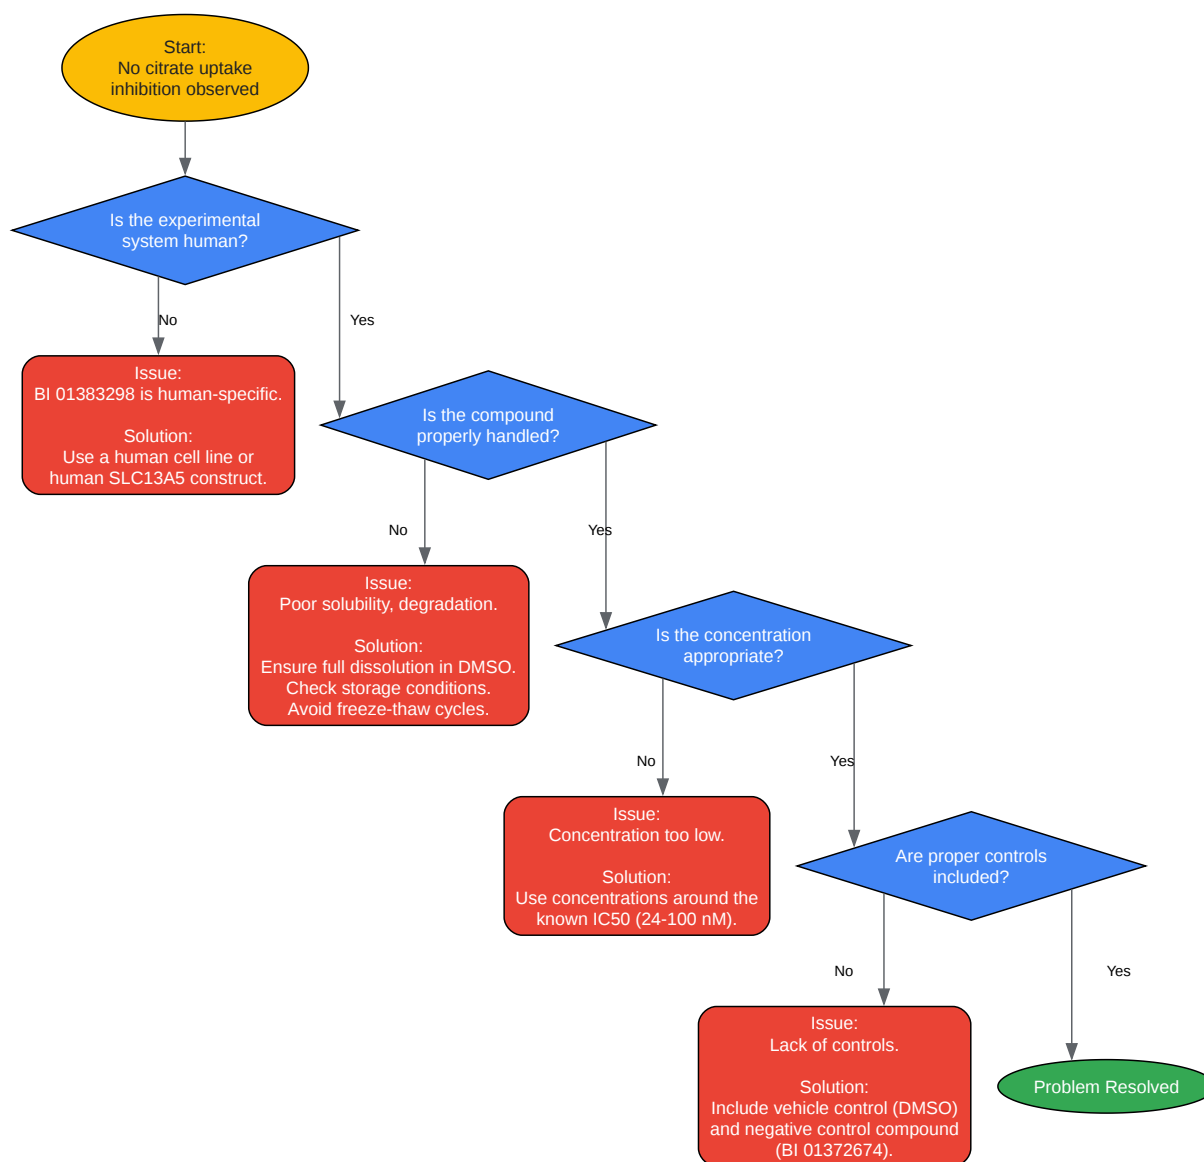 Start:
No citrate uptake
inhibition observed
Is the experimental
system human?
No
Yes
Issue:
BI 01383298 is human-specific.
Solution:
Use a human cell line or
human SLC13A5 construct.
Is the compound
properly handled?
No
Yes
Issue:
Poor solubility, degradation.
Solution:
Ensure full dissolution in DMSO.
Check storage conditions.
Avoid freeze-thaw cycles.
Is the concentration
appropriate?
No
Yes
Issue:
Concentration too low.
Solution:
Use concentrations around the
known IC50 (24-100 nM).
Are proper controls
included?
No
Yes
Issue:
Lack of controls.
Solution:
Include vehicle control (DMSO)
and negative control compound
(BI 01372674).
Problem Resolved